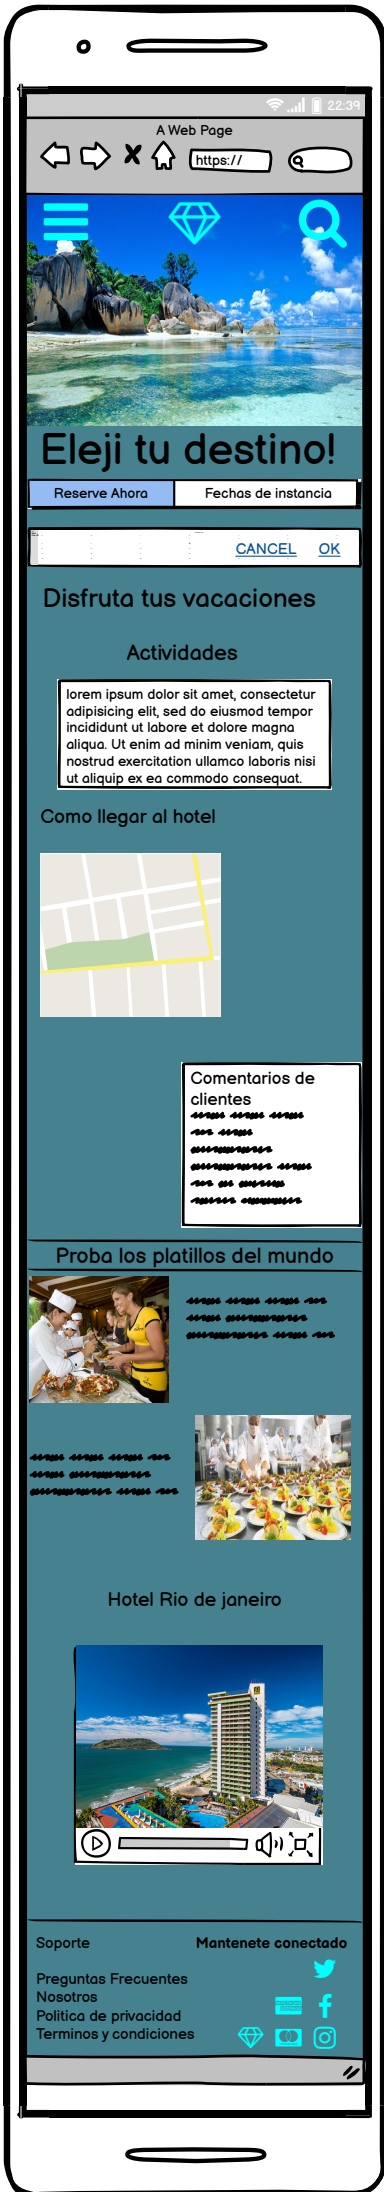 22:39
A Web Page
https://
Eleji tu destino!
Reserve Ahora
Fechas de instancia
CANCEL OK
Disfruta tus vacaciones
Actividades
lorem ipsum dolor sit amet, consectetur
adipisicing elit, sed do eiusmod tempor
incididunt ut labore et dolore magna
aliqua. Ut enim ad minim veniam, quis
nostrud exercitation ullamco laboris nisi
ut aliquip ex ea commodo consequat.
Como llegar al hotel
Comentarios de
clientes
Proba los platillos del mundo
Hotel Rio de janeiro
Soporte
Mantenete conectado
Preguntas Frecuentes
Nosotros
Politica de privacidad
Terminos y condiciones